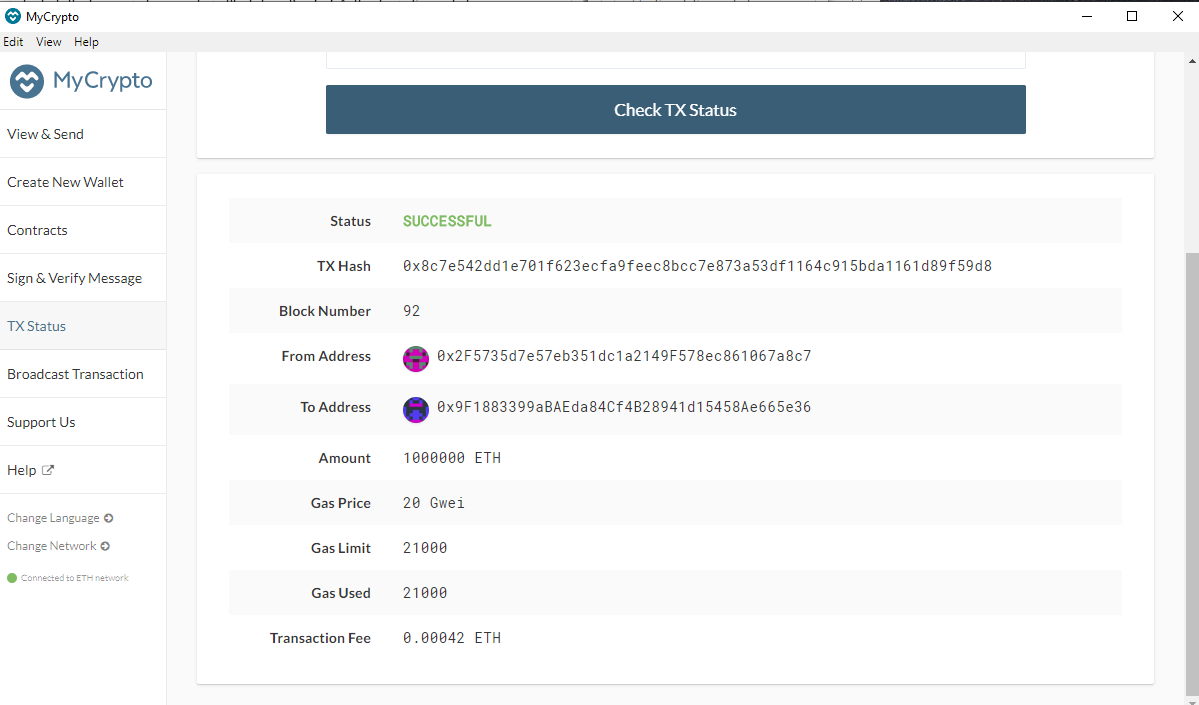 MyCrypto
Edit View Help
MyCrypto
View & Send
Create New Wallet
Contracts
Sign & Verify Message
TX Status
Broadcast Transaction
Support Us
Help
Change Language
Change Network
Connected to ETH network
Check TX Status
Status SUCCESSFUL
TX Hash 0x8c7e542dd1e701f623ecfa9feec8bcc7e873a53df1164c915bda1161d89f59d8
Block Number 92
From Address 0x2F5735d7e57eb351dc1a2149F578ec861067a8c7
To Address 0x9F1883399aBAEda84Cf4B28941d15458Ae665e36
Amount 1000000 ETH
Gas Price 20 Gwei
Gas Limit 21000
Gas Used 21000
Transaction Fee 0.00042 ETH